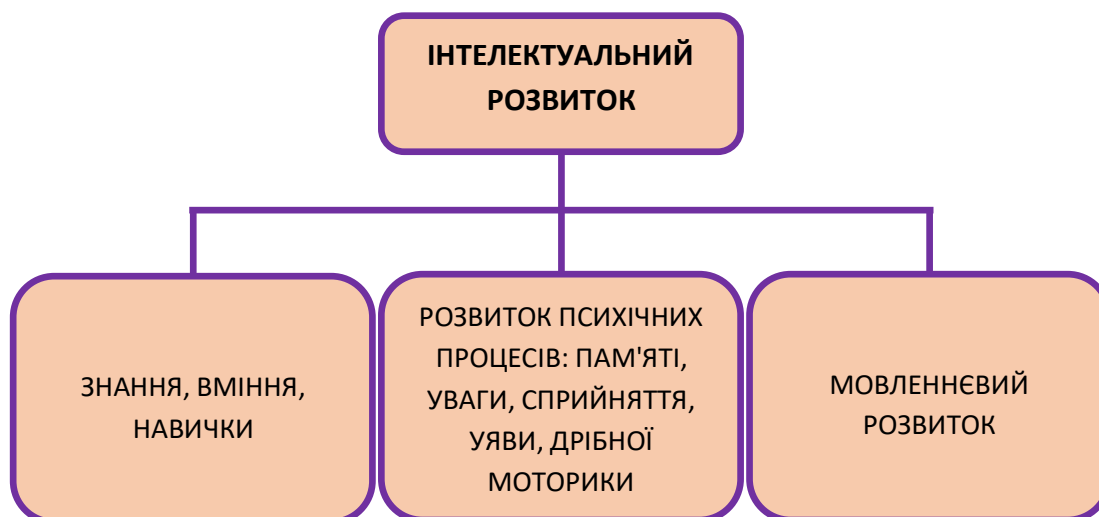 ІНТЕЛЕКТУАЛЬНИЙ
РОЗВИТОК
ЗНАННЯ, ВМІННЯ,
НАВИЧКИ
РОЗВИТОК ПСИХІЧНИХ
ПРОЦЕСІВ: ПАМ'ЯТІ,
УВАГИ, СПРИЙНЯТТЯ,
УЯВИ, ДРІБНОЇ
МОТОРИКИ
МОВЛЕННЄВИЙ
РОЗВИТОК